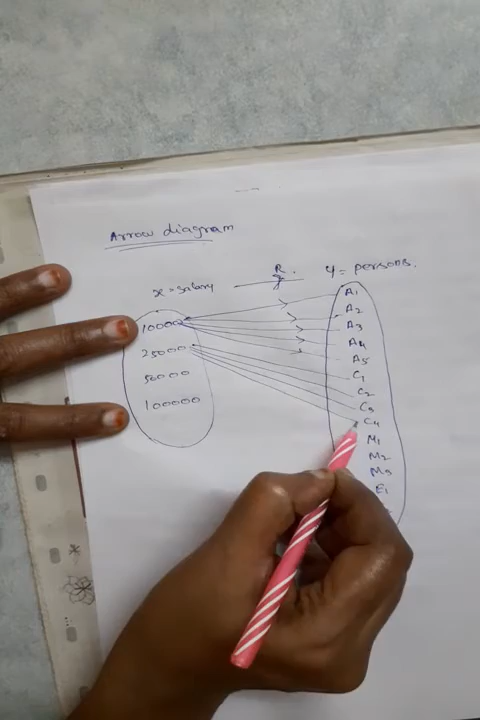 Arrow diagram
x = salary
R
y = persons.
10000
25000
50000
100000
A1
A2
A3
A4
A5
C1
C2
C3
C4
M1
M2
M3
E1